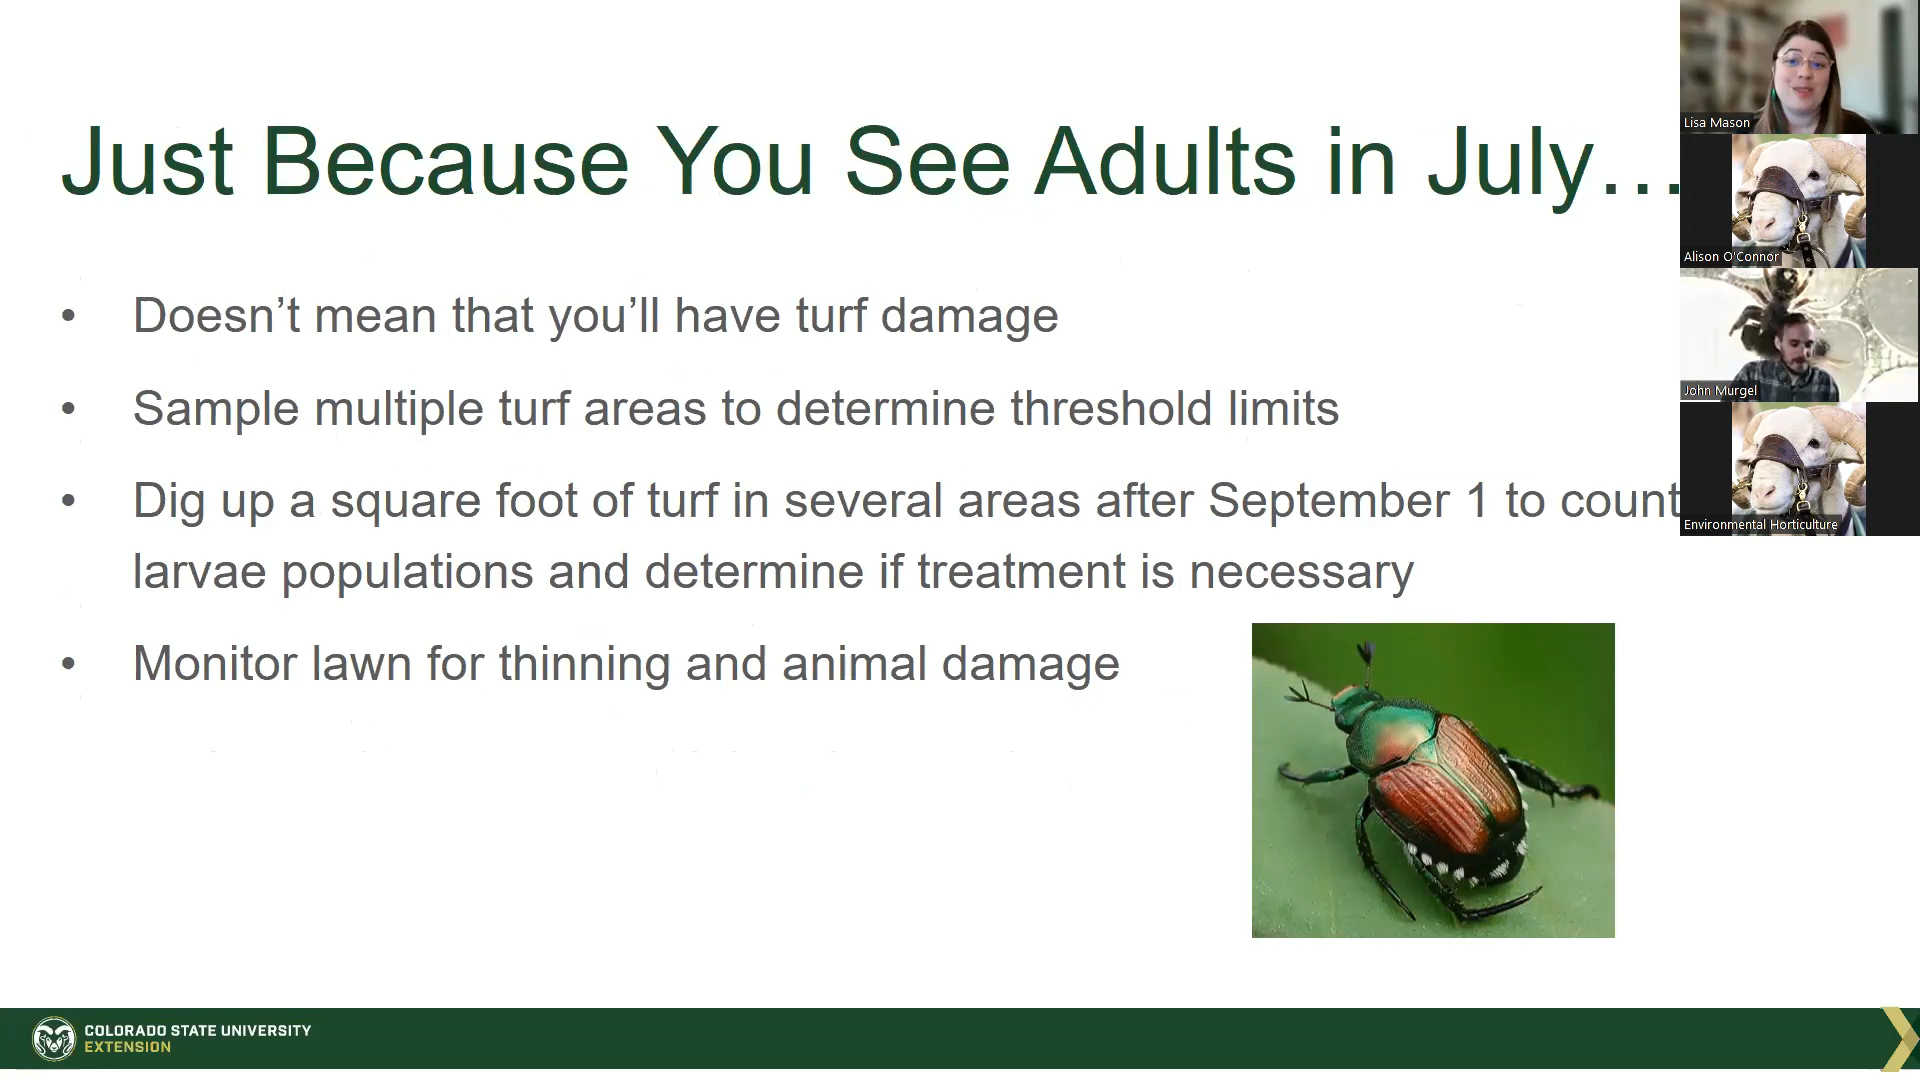 Just Because You See Adults in July…
• Doesn’t mean that you’ll have turf damage
• Sample multiple turf areas to determine threshold limits
• Dig up a square foot of turf in several areas after September 1 to count
larvae populations and determine if treatment is necessary
• Monitor lawn for thinning and animal damage
Lisa Mason
Alison O'Connor
John Murgel
Environmental Horticulture
COLORADO STATE UNIVERSITY
EXTENSION